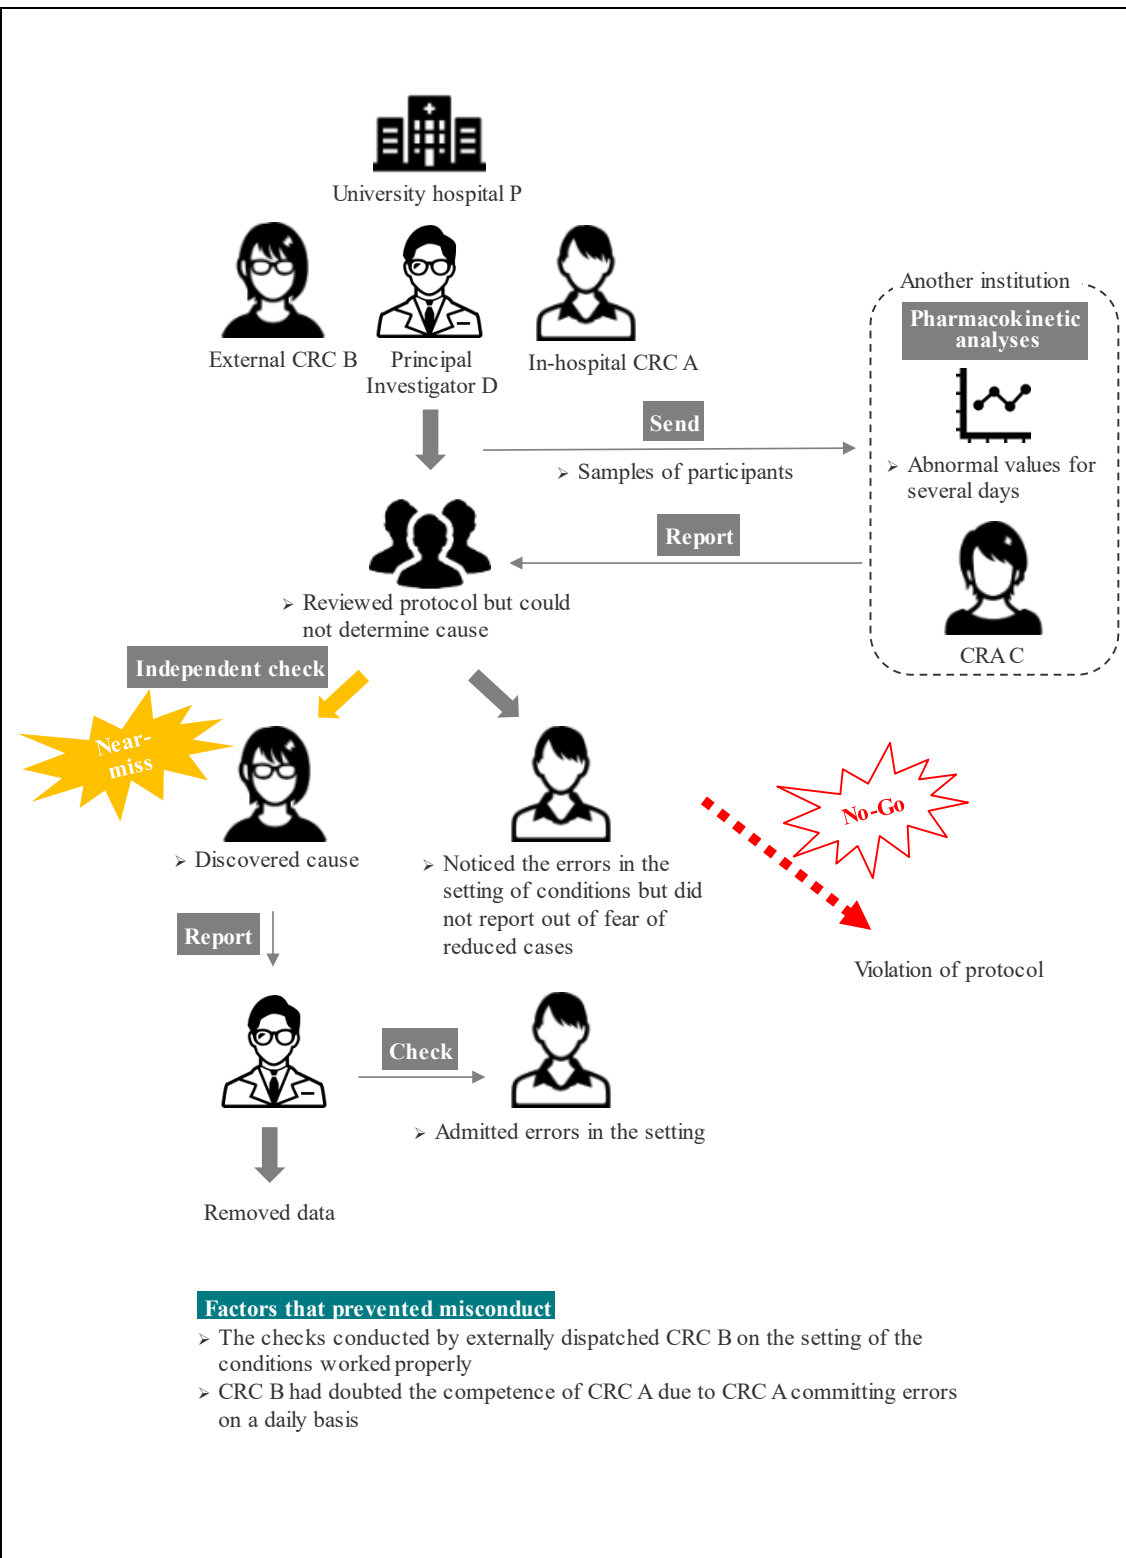 University hospital P
External CRC B
Principal
Investigator D
In-hospital CRC A
Another institution
Pharmacokinetic
analyses
Send
➢ Samples of participants
➢ Abnormal values for
several days
Report
CRA C
➢ Reviewed protocol but could
not determine cause
Independent check
Near-
miss
No-Go
➢ Discovered cause
➢ Noticed the errors in the
setting of conditions but did
not report out of fear of
reduced cases
Report
Violation of protocol
Check
➢ Admitted errors in the setting
Removed data
Factors that prevented misconduct
➢ The checks conducted by externally dispatched CRC B on the setting of the
conditions worked properly
➢ CRC B had doubted the competence of CRC A due to CRC A committing errors
on a daily basis